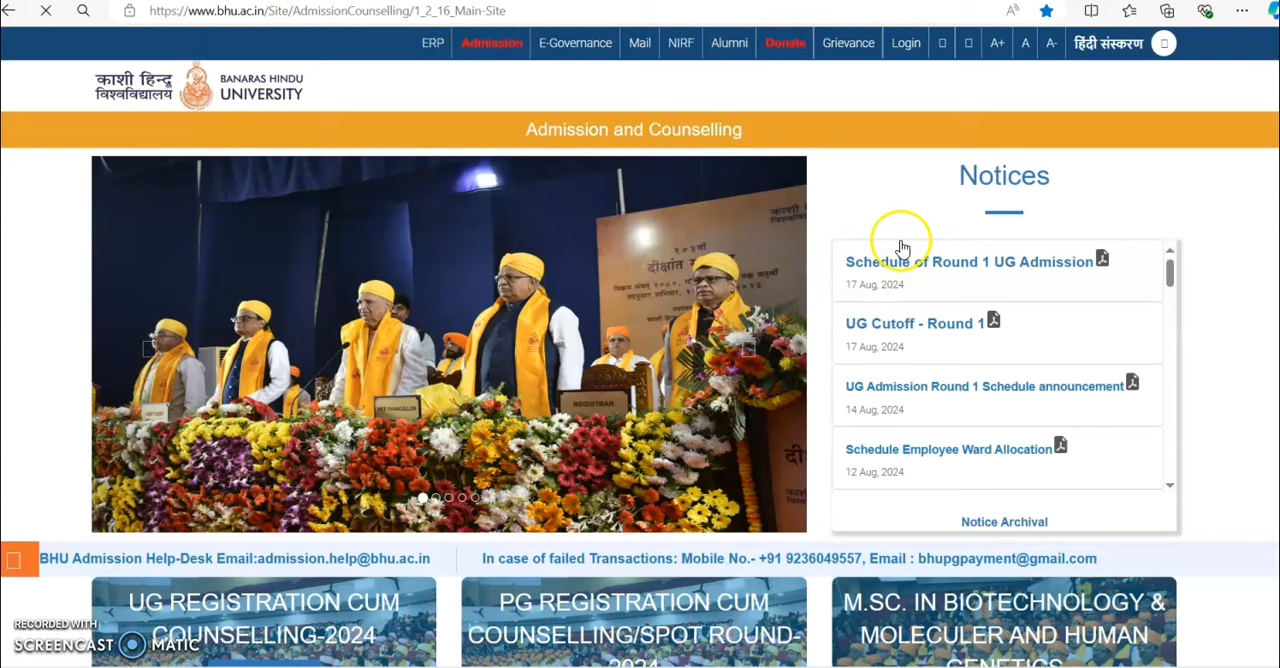 https://www.bhu.ac.in/Site/AdmissionCounselling/1_2_16_Main-Site
ERP Admission E-Governance Mail NIRF Alumni Donate Grievance Login A+ A A- हिंदी संस्करण
काशी हिन्दू
विश्वविद्यालय
BANARAS HINDU
UNIVERSITY
Admission and Counselling
दीक्षांत
VICE CHANCELLOR
REGISTRAR
Notices
Schedule of Round 1 UG Admission
17 Aug, 2024
UG Cutoff - Round 1
17 Aug, 2024
UG Admission Round 1 Schedule announcement
14 Aug, 2024
Schedule Employee Ward Allocation
12 Aug, 2024
Notice Archival
BHU Admission Help-Desk Email:admission.help@bhu.ac.in
In case of failed Transactions: Mobile No.- +91 9236049557, Email : bhupgpayment@gmail.com
UG REGISTRATION CUM
COUNSELLING-2024
PG REGISTRATION CUM
COUNSELLING/SPOT ROUND-
2024
M.SC. IN BIOTECHNOLOGY &
MOLECULER AND HUMAN
GENETICS
RECORDED WITH
SCREENCAST MATIC